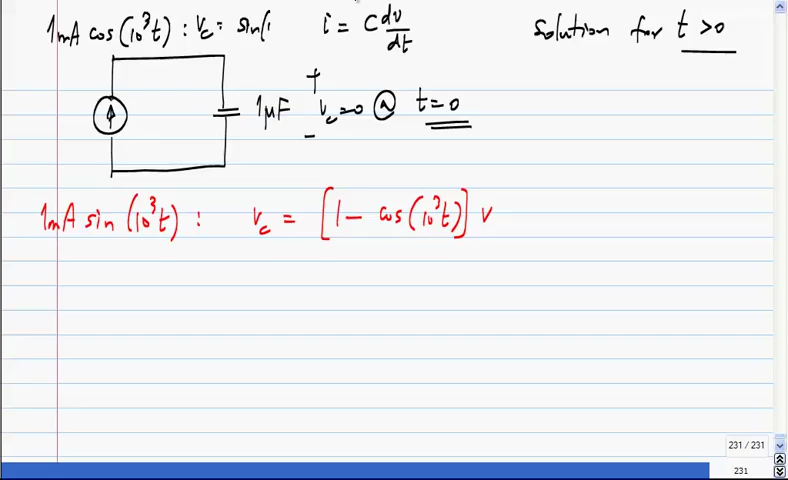 1mA cos(10³t) : v_c = sin( i = C dv/dt solution for t > 0
+
1μF v_c = 0 @ t = 0
−
1mA sin(10³t) : v_c = [1 − cos(10³t)] V
231 / 231
231